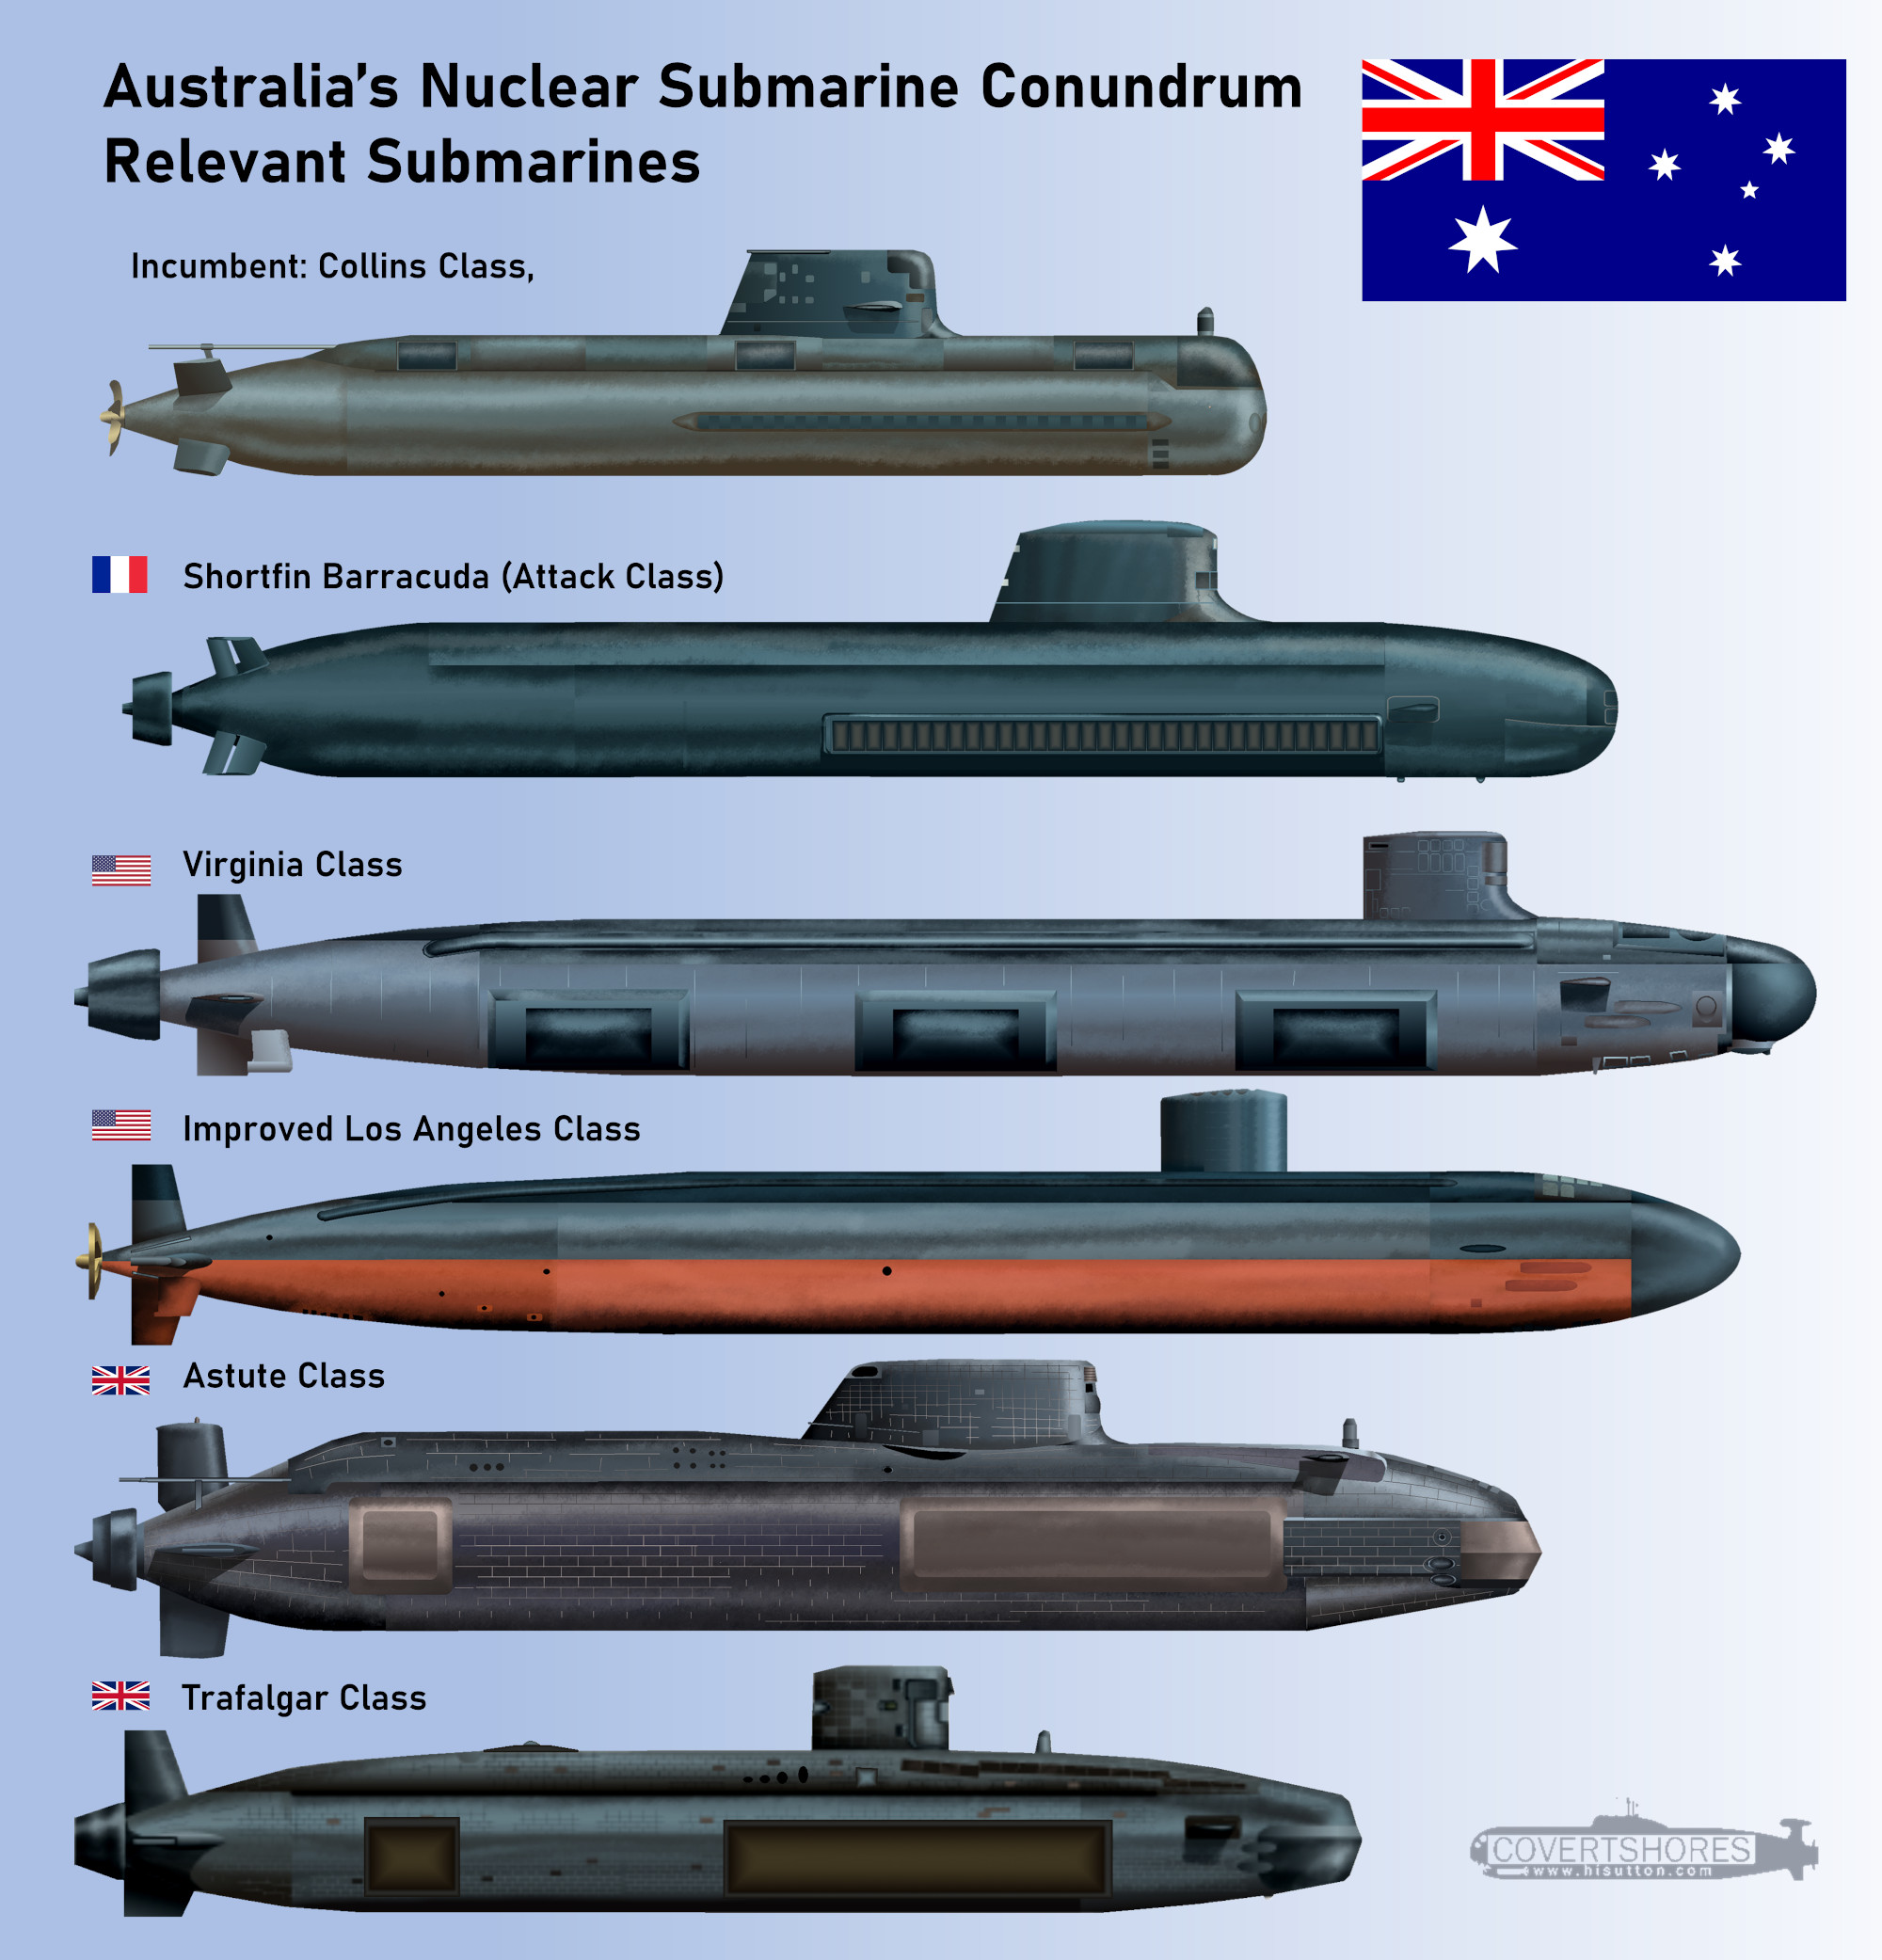 Australia's Nuclear Submarine Conundrum
Relevant Submarines
Incumbent: Collins Class,
Shortfin Barracuda (Attack Class)
Virginia Class
Improved Los Angeles Class
Astute Class
Trafalgar Class
COVERTSHORES
www.hisutton.com